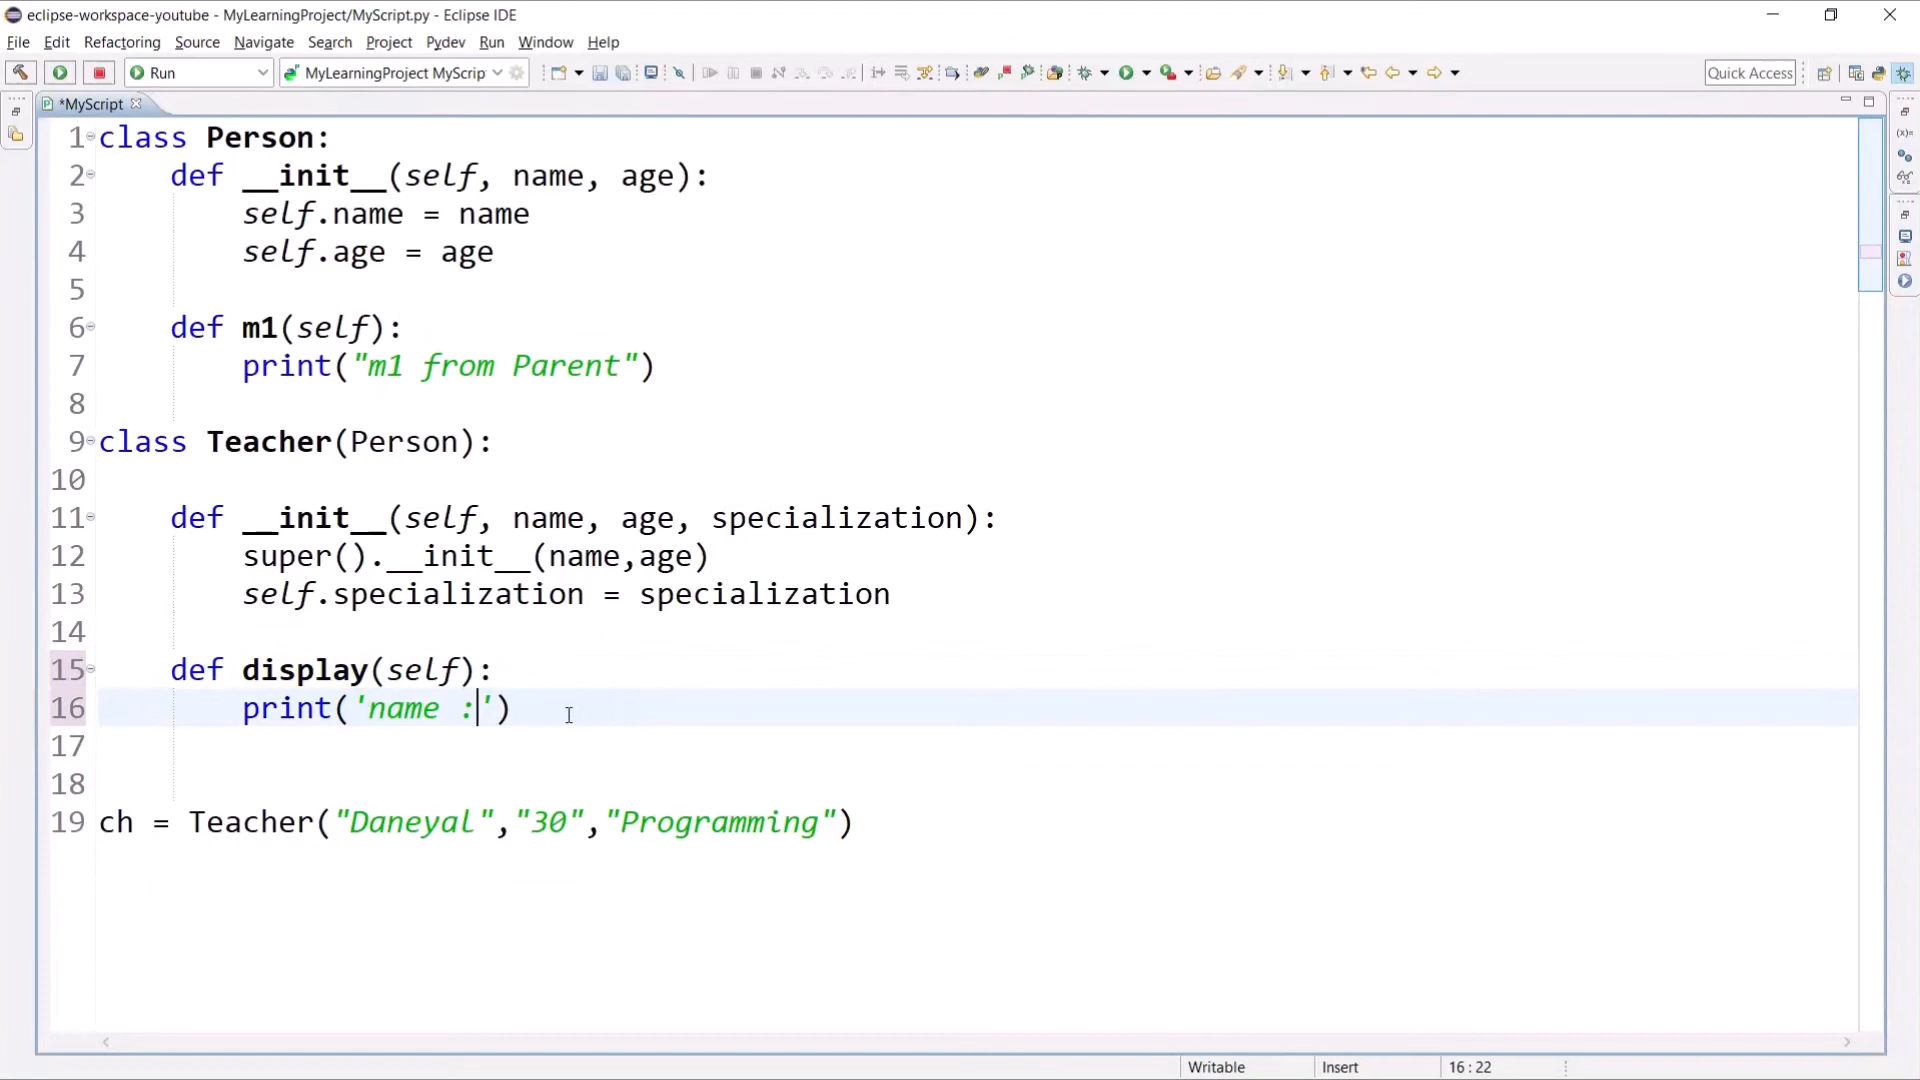 eclipse-workspace-youtube - MyLearningProject/MyScript.py - Eclipse IDE
File Edit Refactoring Source Navigate Search Project Pydev Run Window Help
Run MyLearningProject MyScrip Quick Access
*MyScript
1 class Person:
2     def __init__(self, name, age):
3         self.name = name
4         self.age = age
5
6     def m1(self):
7         print("m1 from Parent")
8
9 class Teacher(Person):
10
11     def __init__(self, name, age, specialization):
12         super().__init__(name,age)
13         self.specialization = specialization
14
15     def display(self):
16         print('name :')
17
18
19 ch = Teacher("Daneyal","30","Programming")
Writable Insert 16 : 22